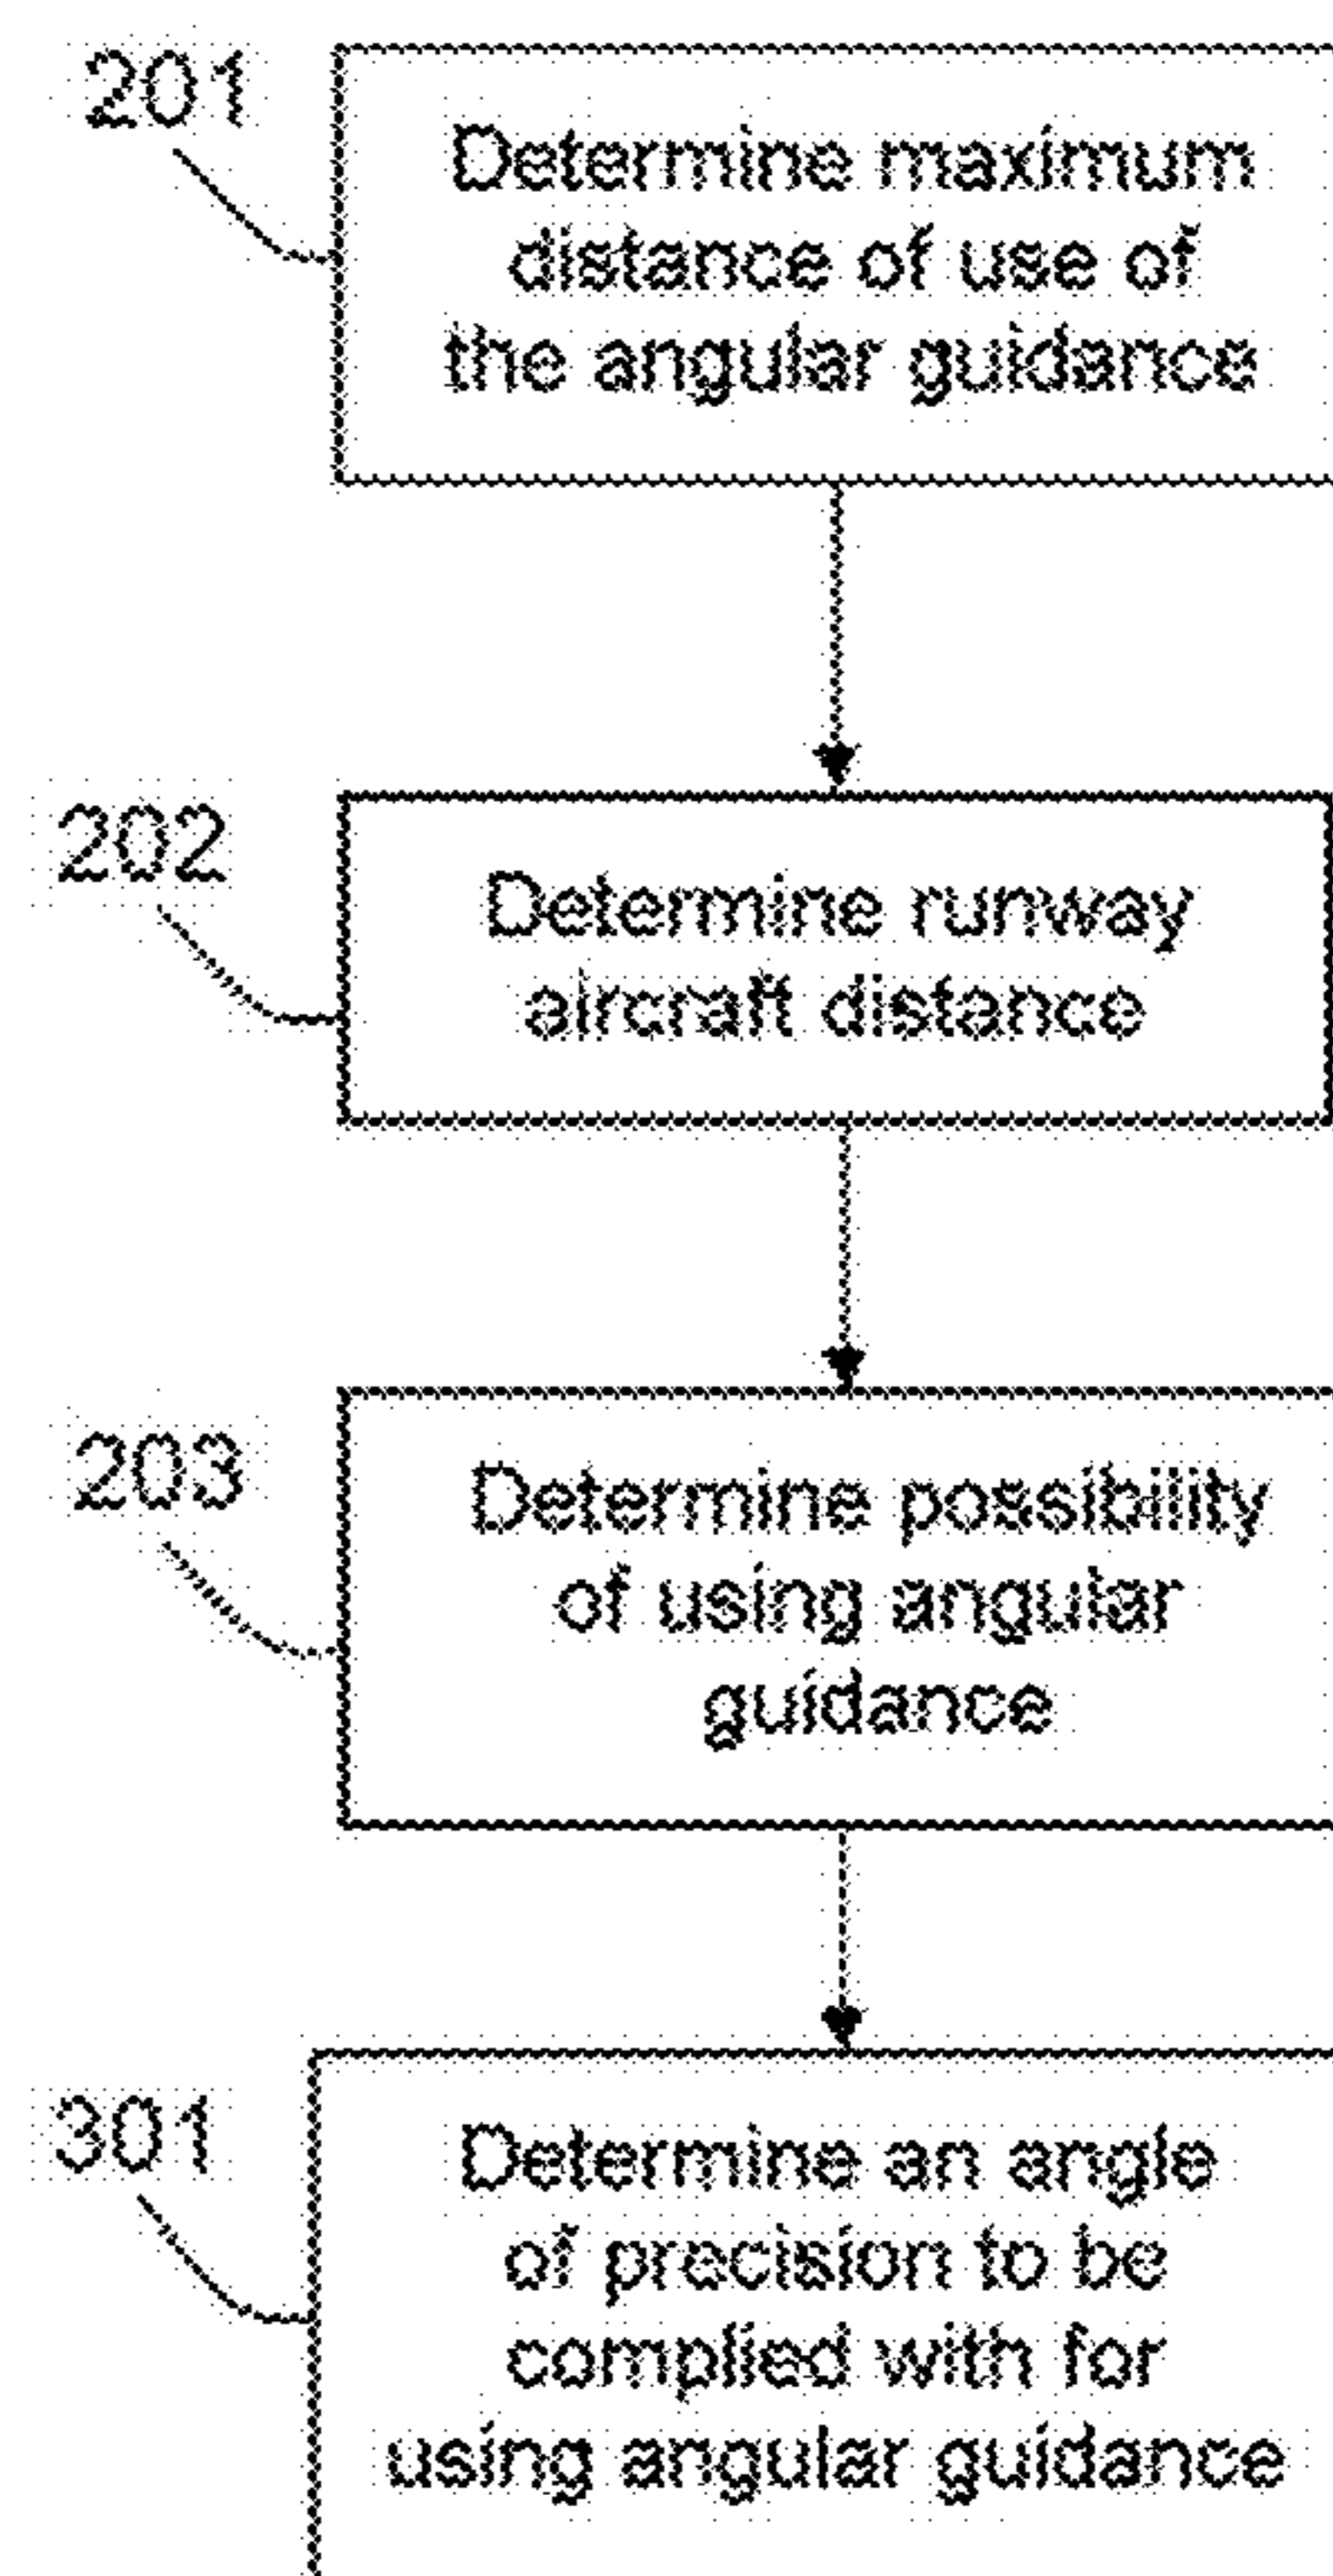 201
Determine maximum
distance of use of
the angular guidance
202
Determine runway
aircraft distance
203
Determine possibility
of using angular
guidance
301
Determine an angle
of precision to be
complied with for
using angular guidance